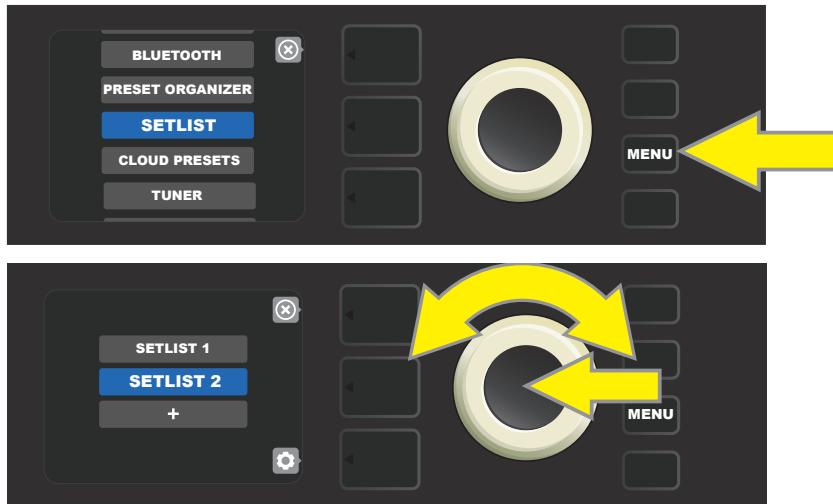 BLUETOOTH
PRESET ORGANIZER
SETLIST
CLOUD PRESETS
TUNER
MENU
SETLIST 1
SETLIST 2
+
MENU